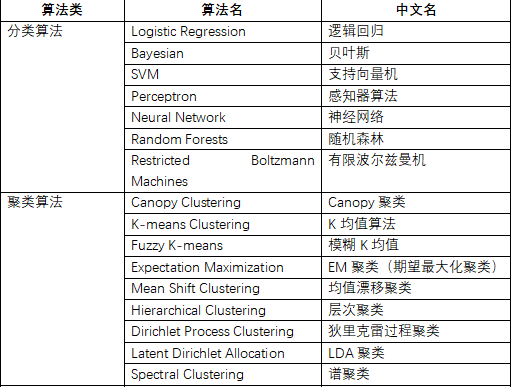 算法类 算法名 中文名
分类算法 Logistic Regression 逻辑回归
Bayesian 贝叶斯
SVM 支持向量机
Perceptron 感知器算法
Neural Network 神经网络
Random Forests 随机森林
Restricted Boltzmann 有限波尔兹曼机
Machines
聚类算法 Canopy Clustering Canopy 聚类
K-means Clustering K 均值算法
Fuzzy K-means 模糊 K 均值
Expectation Maximization EM 聚类（期望最大化聚类）
Mean Shift Clustering 均值漂移聚类
Hierarchical Clustering 层次聚类
Dirichlet Process Clustering 狄里克雷过程聚类
Latent Dirichlet Allocation LDA 聚类
Spectral Clustering 谱聚类